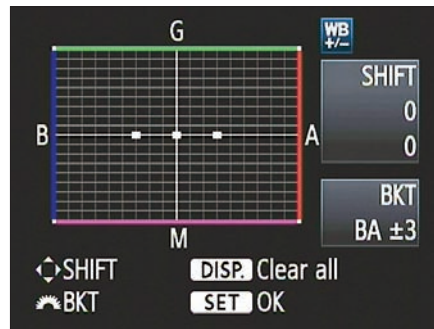 G
WB
+/-
SHIFT
0
0
B
A
BKT
BA ±3
M
SHIFT
DISP. Clear all
BKT
SET OK